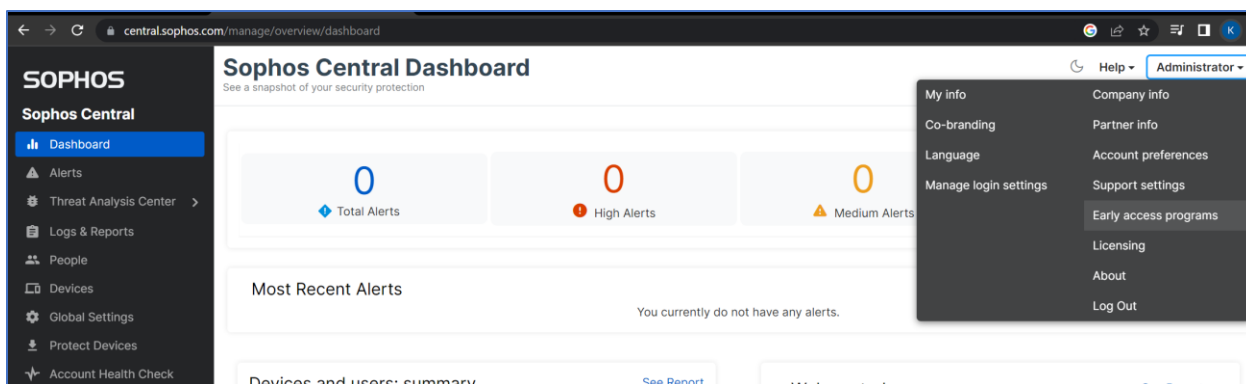 central.sophos.com/manage/overview/dashboard
K
SOPHOS
Sophos Central
Dashboard
Alerts
Threat Analysis Center
Logs & Reports
People
Devices
Global Settings
Protect Devices
Account Health Check
Sophos Central Dashboard
See a snapshot of your security protection
Help
Administrator
My info
Co-branding
Language
Manage login settings
Company info
Partner info
Account preferences
Support settings
Early access programs
Licensing
About
Log Out
0
Total Alerts
0
High Alerts
0
Medium Alerts
Most Recent Alerts
You currently do not have any alerts.
Devices and users: summary
See Report